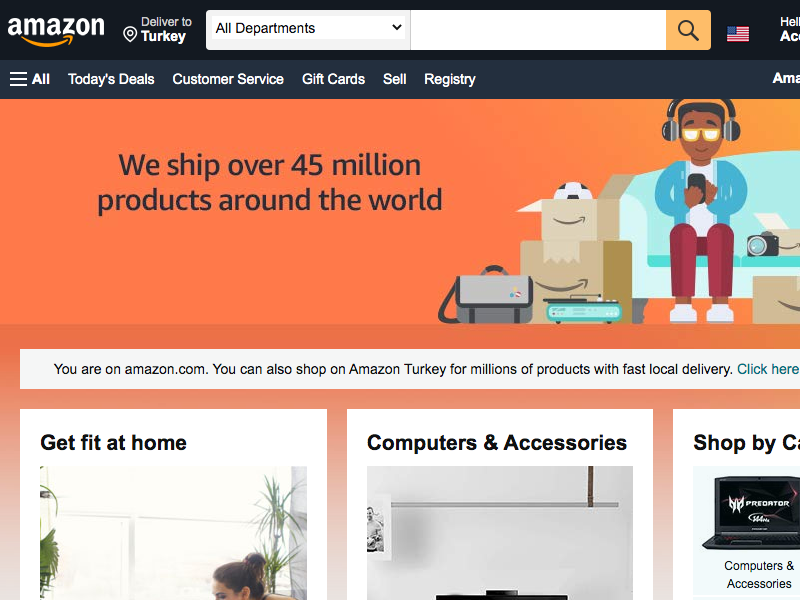 amazon
Deliver to
Turkey
All Departments
Hell
Acc
All
Today's Deals
Customer Service
Gift Cards
Sell
Registry
Ama
We ship over 45 million
products around the world
You are on amazon.com. You can also shop on Amazon Turkey for millions of products with fast local delivery. Click here
Get fit at home
Computers & Accessories
Shop by Ca
PREDATOR
144Hz
Computers &
Accessories